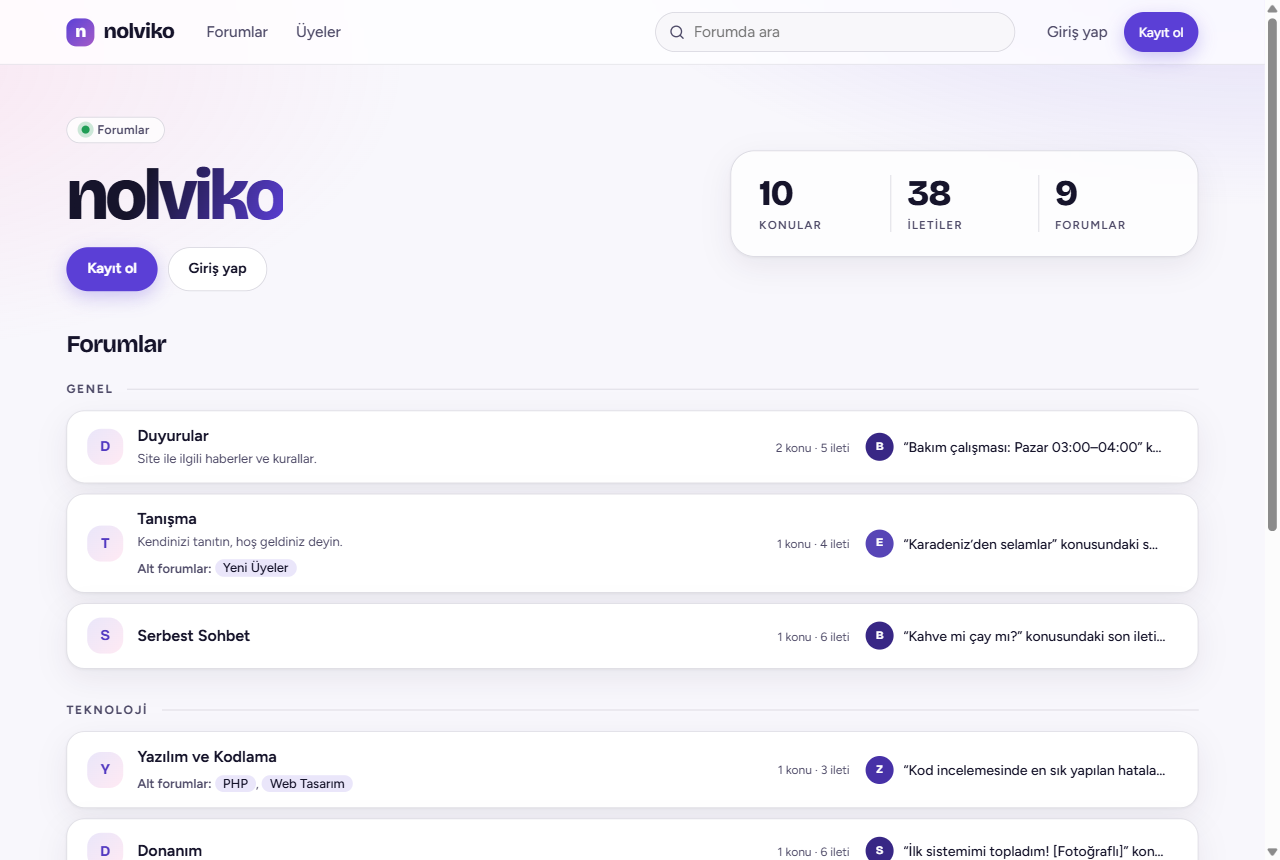 n nolviko Forumlar Üyeler Forumda ara Giriş yap Kayıt ol
Forumlar
nolviko
Kayıt ol Giriş yap
10 38 9
KONULAR İLETİLER FORUMLAR
Forumlar
GENEL
D Duyurular
Site ile ilgili haberler ve kurallar.
2 konu · 5 ileti B “Bakım çalışması: Pazar 03:00–04:00” k...
T Tanışma
Kendinizi tanıtın, hoş geldiniz deyin.
Alt forumlar: Yeni Üyeler
1 konu · 4 ileti E “Karadeniz’den selamlar” konusundaki s...
S Serbest Sohbet 1 konu · 6 ileti B “Kahve mi çay mı?” konusundaki son ileti...
TEKNOLOJİ
Y Yazılım ve Kodlama
Alt forumlar: PHP , Web Tasarım
1 konu · 3 ileti Z “Kod incelemesinde en sık yapılan hatala...
D Donanım 1 konu · 6 ileti S “İlk sistemimi topladım! [Fotoğraflı]” kon...